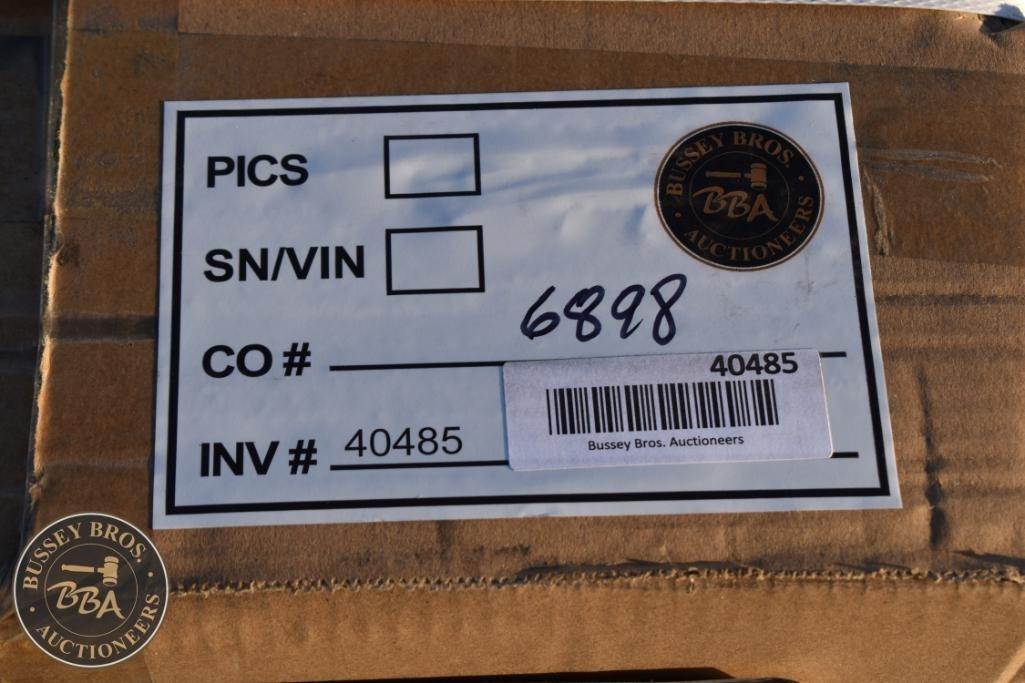 PICS
BUSSEY BROS.
BBA
AUCTIONEERS
SN/VIN
6898
CO #
40485
INV # 40485
Bussey Bros. Auctioneers
BUSSEY BROS.
BBA
AUCTIONEERS